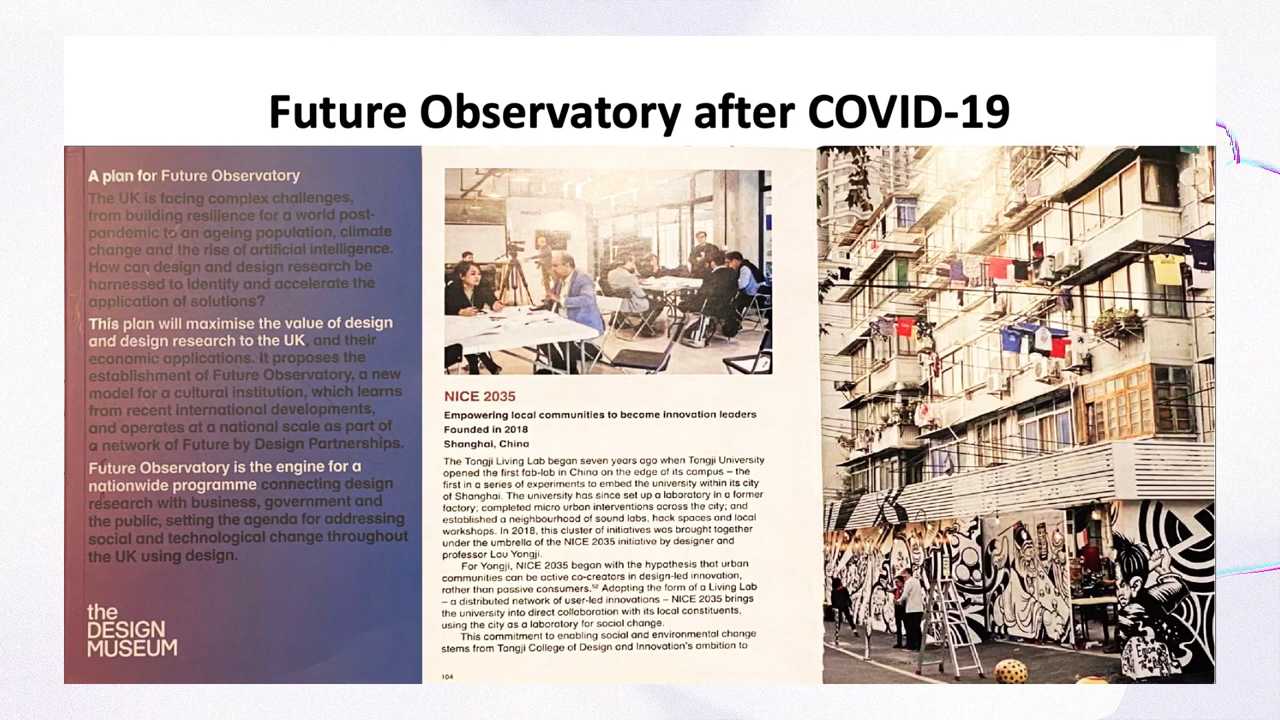 Future Observatory after COVID-19
A plan for Future Observatory
The UK is facing complex challenges,
from building resilience for a world post-
pandemic to an ageing population, climate
change and the rise of artificial intelligence.
How can design and design research be
harnessed to identify and accelerate the
application of solutions?
This plan will maximise the value of design
and design research to the UK, and their
economic applications. It proposes the
establishment of Future Observatory, a new
model for a cultural institution, which learns
from recent international developments,
and operates at a national scale as part of
a network of Future by Design Partnerships.
Future Observatory is the engine for a
nationwide programme connecting design
research with business, government and
the public, setting the agenda for addressing
social and technological change throughout
the UK using design.
the
DESIGN
MUSEUM
NICE 2035
Empowering local communities to become innovation leaders
Founded in 2018
Shanghai, China
The Tongji Living Lab began seven years ago when Tongji University
opened the first fab-lab in China on the edge of its campus – the
first in a series of experiments to embed the university within its city
of Shanghai. The university has since set up a laboratory in a former
factory; completed micro urban interventions across the city; and
established a neighbourhood of sound labs, hack spaces and local
workshops. In 2018, this cluster of initiatives was brought together
under the umbrella of the NICE 2035 initiative by designer and
professor Lou Yongji.
For Yongji, NICE 2035 began with the hypothesis that urban
communities can be active co-creators in design-led innovation,
rather than passive consumers.⁵² Adopting the form of a Living Lab
– a distributed network of user-led innovations – NICE 2035 brings
the university into direct collaboration with its local constituents,
using the city as a laboratory for social change.
This commitment to enabling social and environmental change
stems from Tongji College of Design and Innovation's ambition to
104